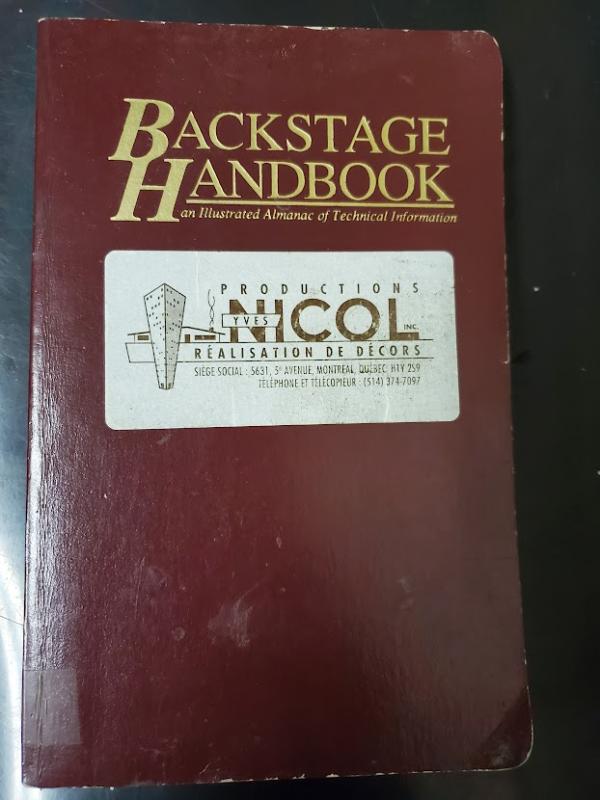 BACKSTAGE
HANDBOOK
an Illustrated Almanac of Technical Information
PRODUCTIONS
YVES NICOL INC.
RÉALISATION DE DÉCORS
SIÈGE SOCIAL : 5631, 5e AVENUE, MONTRÉAL, QUÉBEC H1Y 2S9
TÉLÉPHONE ET TÉLÉCOPIEUR : (514) 374-7097